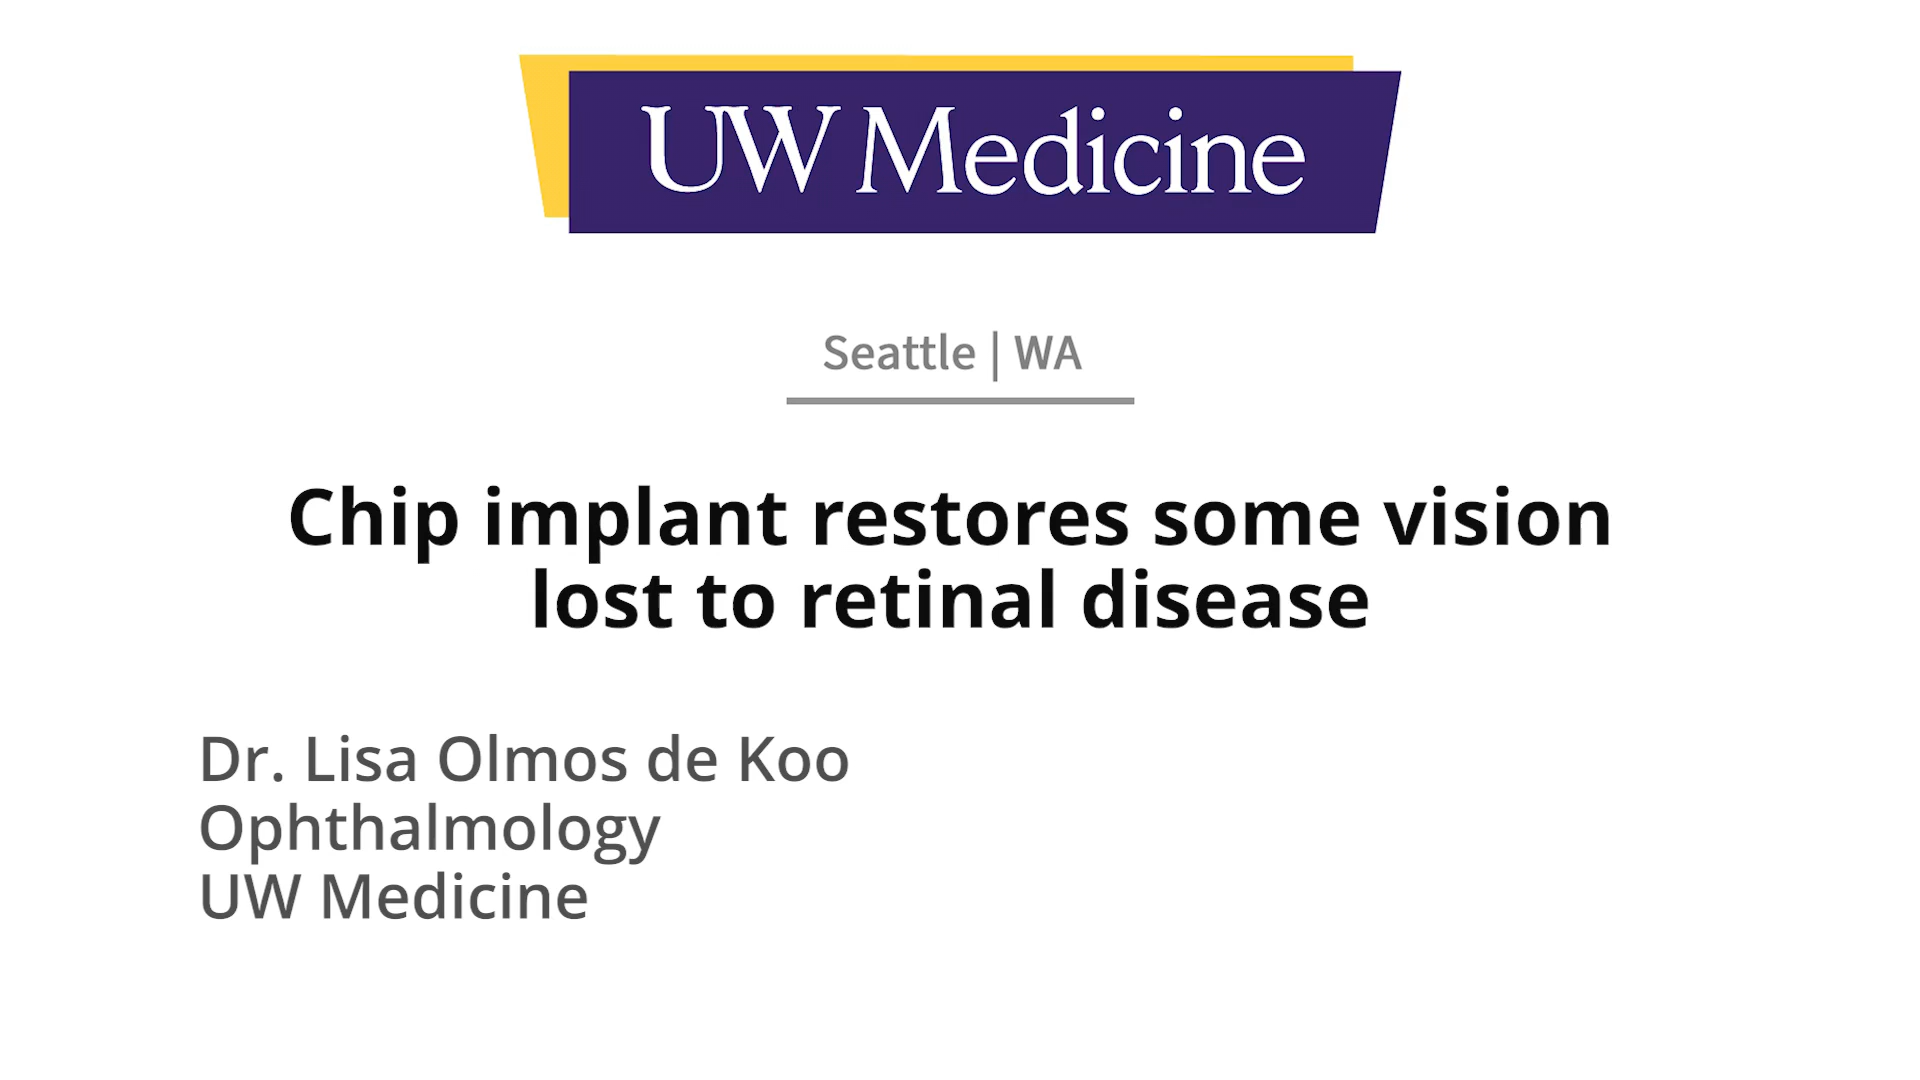 UW Medicine
Seattle | WA
Chip implant restores some vision
lost to retinal disease
Dr. Lisa Olmos de Koo
Ophthalmology
UW Medicine